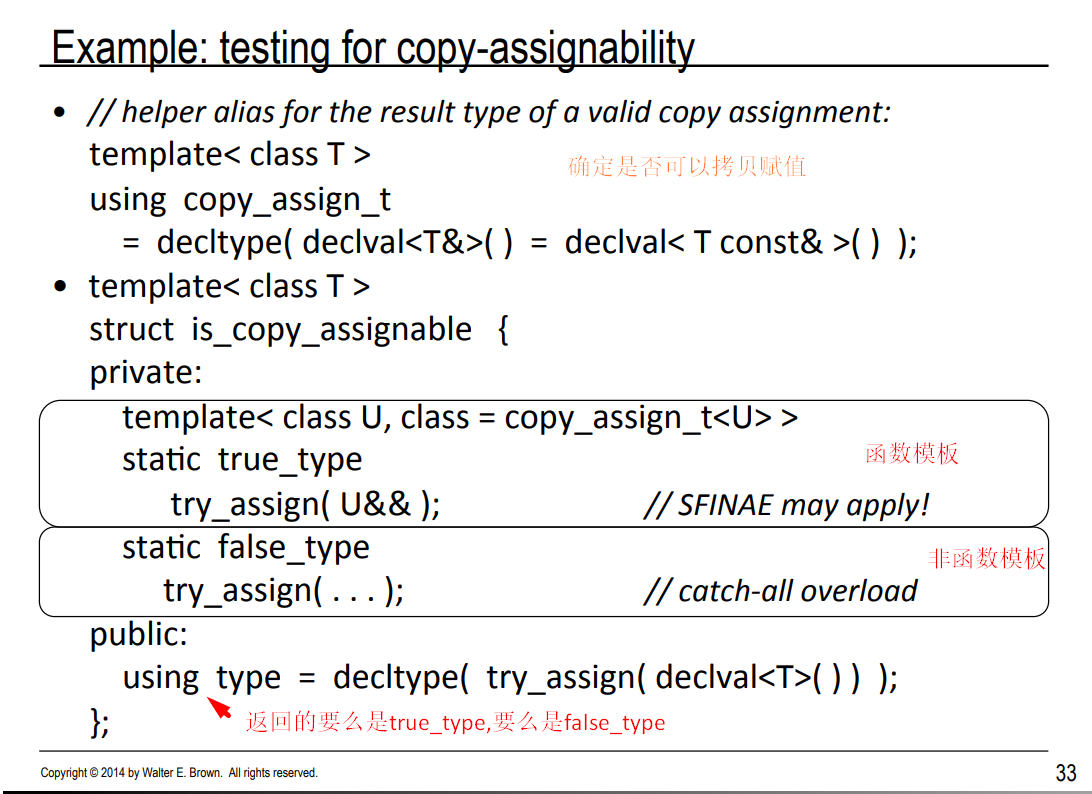 Example: testing for copy-assignability
• // helper alias for the result type of a valid copy assignment:
template< class T >
确定是否可以拷贝赋值
using copy_assign_t
= decltype( declval<T&>( ) = declval< T const& >( ) );
• template< class T >
struct is_copy_assignable {
private:
template< class U, class = copy_assign_t<U> >
static true_type
函数模板
try_assign( U&& ); // SFINAE may apply!
static false_type
非函数模板
try_assign( . . . ); // catch-all overload
public:
using type = decltype( try_assign( declval<T>( ) ) );
};
返回的要么是true_type,要么是false_type
Copyright © 2014 by Walter E. Brown. All rights reserved.
33